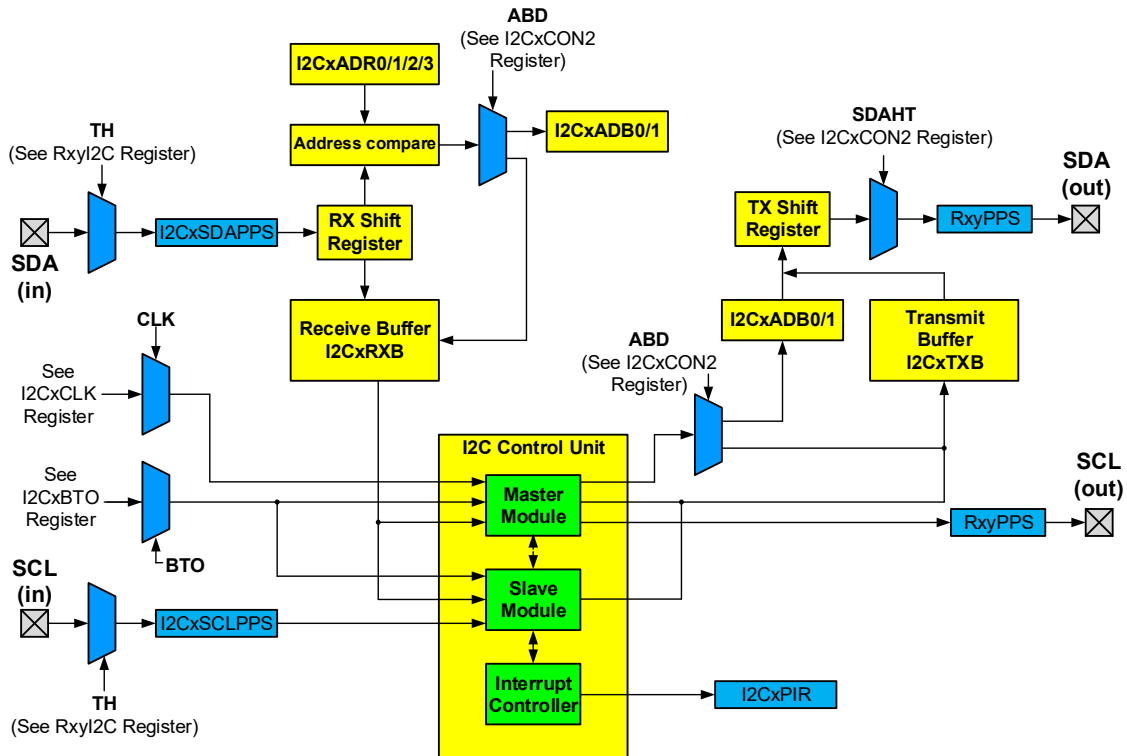 ABD
(See I2CxCON2
Register)
I2CxADR0/1/2/3
Address compare
I2CxADB0/1
TH
(See RxyI2C Register)
SDAHT
(See I2CxCON2 Register)
SDA
(out)
I2CxSDAPPS
RX Shift
Register
TX Shift
Register
RxyPPS
SDA
(in)
Receive Buffer
I2CxRXB
I2CxADB0/1
Transmit
Buffer
I2CxTXB
CLK
See
I2CxCLK
Register
ABD
(See I2CxCON2
Register)
I2C Control Unit
See
I2CxBTO
Register
Master
Module
SCL
(out)
RxyPPS
BTO
SCL
(in)
Slave
Module
I2CxSCLPPS
Interrupt
Controller
I2CxPIR
TH
(See RxyI2C Register)